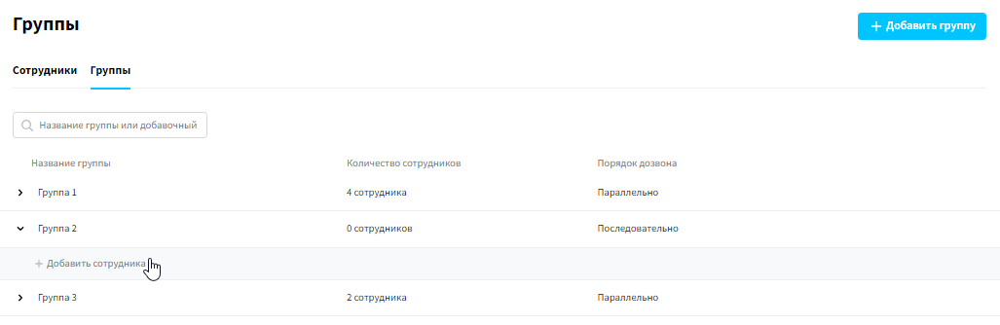 Группы
+ Добавить группу
Сотрудники Группы
Название группы или добавочный
Название группы Количество сотрудников Порядок дозвона
Группа 1 4 сотрудника Параллельно
Группа 2 0 сотрудников Последовательно
+ Добавить сотрудника
Группа 3 2 сотрудника Параллельно